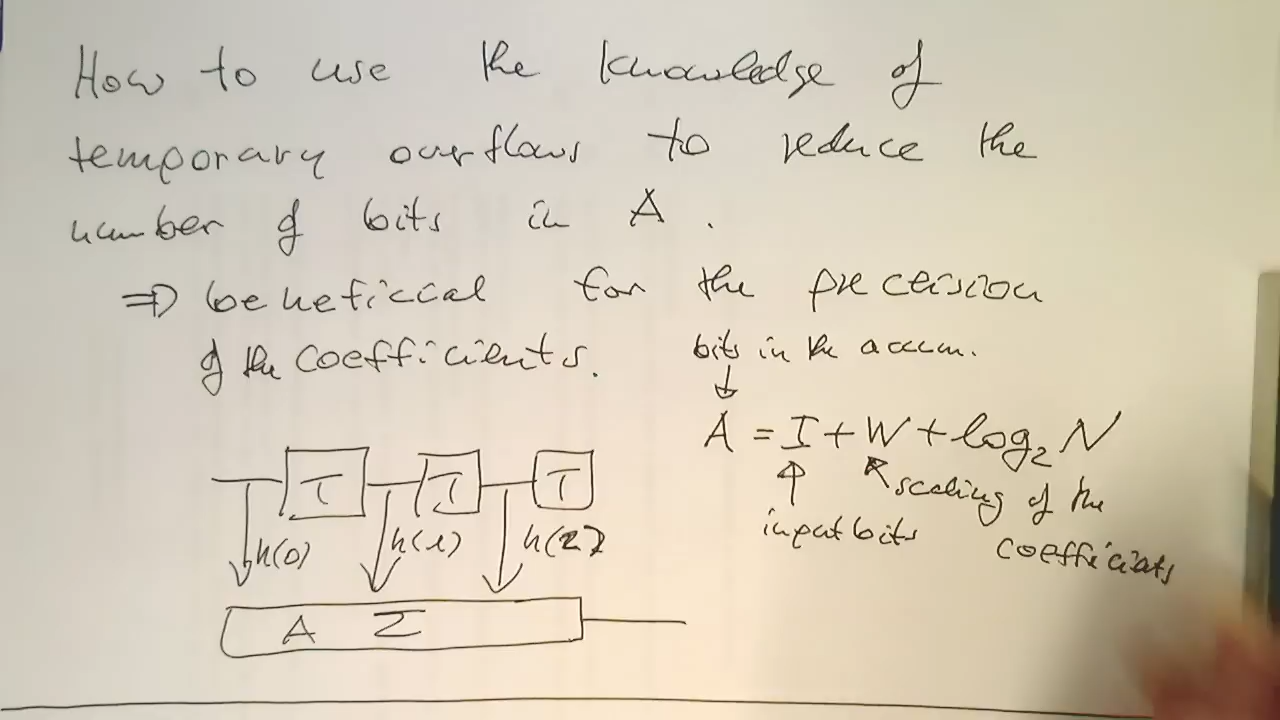 How to use the knowledge of
temporary overflows to reduce the
number of bits in A.
⇒ beneficial for the precision
of the coefficients.
bits in the accum.
A = I + W + log₂ N
input bits
scaling of the
coefficients
T T T
h(0) h(1) h(2)
A Σ